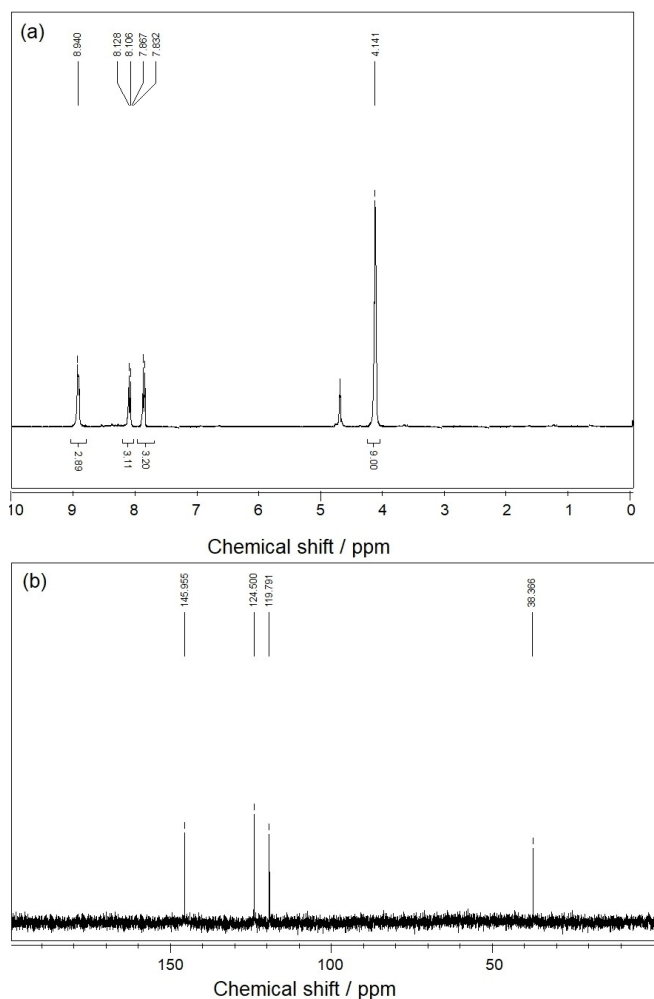 (a)
8.940
8.128
8.106
7.867
7.832
4.141
2.89
3.11
3.20
9.00
10 9 8 7 6 5 4 3 2 1 0
Chemical shift / ppm
(b)
145.955
124.500
119.791
38.366
150 100 50
Chemical shift / ppm